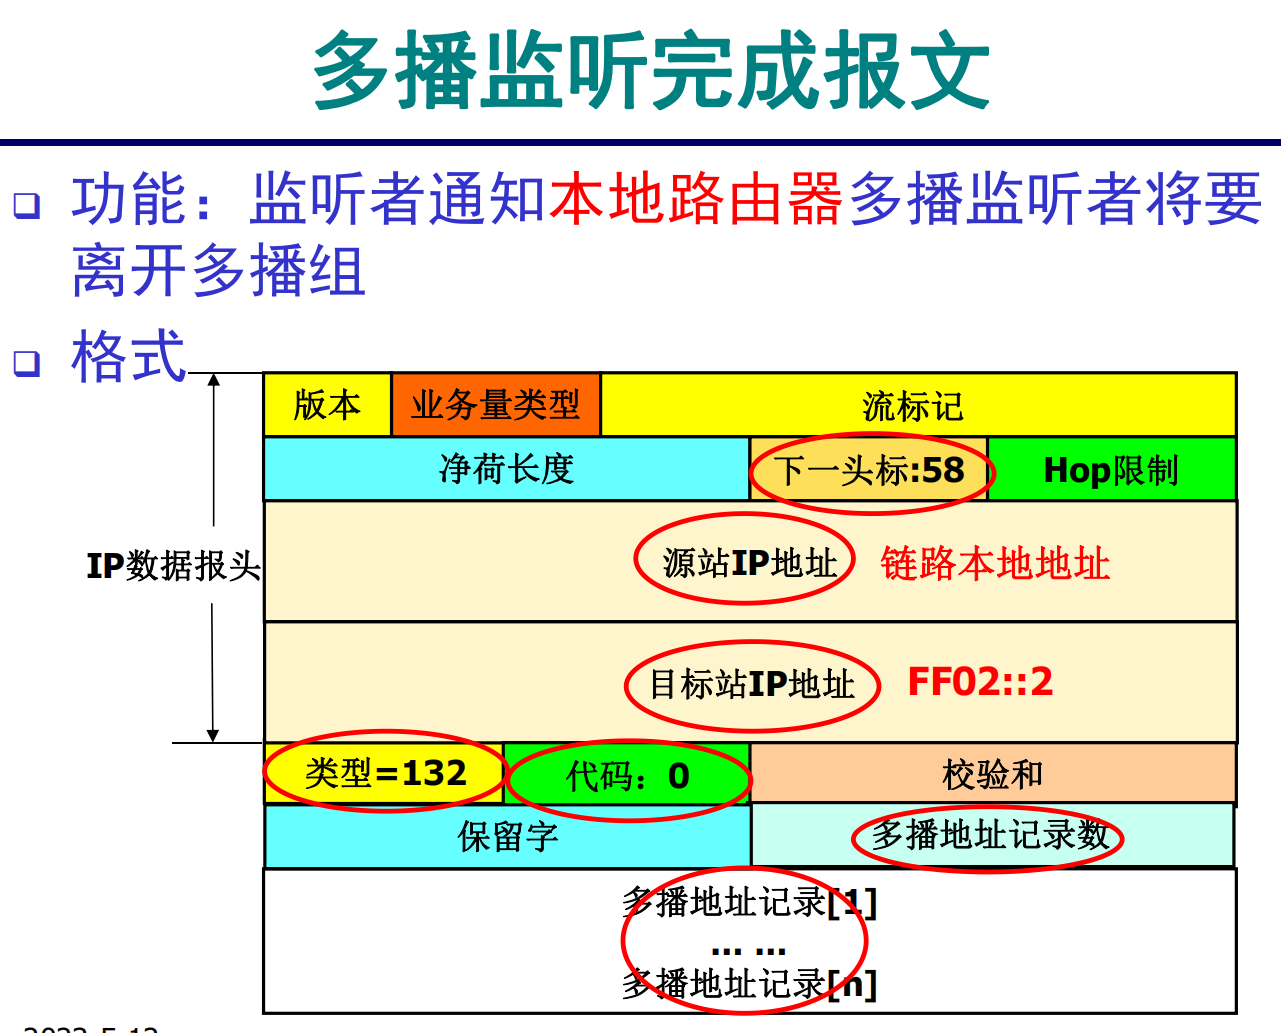 多播监听完成报文
功能：监听者通知本地路由器多播监听者将要
离开多播组
格式
版本 业务量类型 流标记
净荷长度 下一头标:58 Hop限制
IP数据报头
源站IP地址 链路本地地址
目标站IP地址 FF02::2
类型=132 代码：0 校验和
保留字 多播地址记录数
多播地址记录[1]
… …
多播地址记录[n]